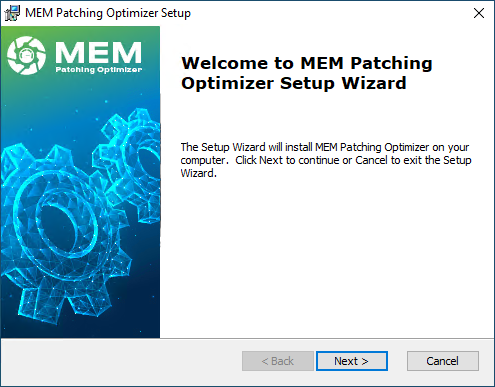 MEM Patching Optimizer Setup
MEM
Patching Optimizer
Welcome to MEM Patching
Optimizer Setup Wizard
The Setup Wizard will install MEM Patching Optimizer on your
computer.  Click Next to continue or Cancel to exit the Setup
Wizard.
< Back
Next >
Cancel